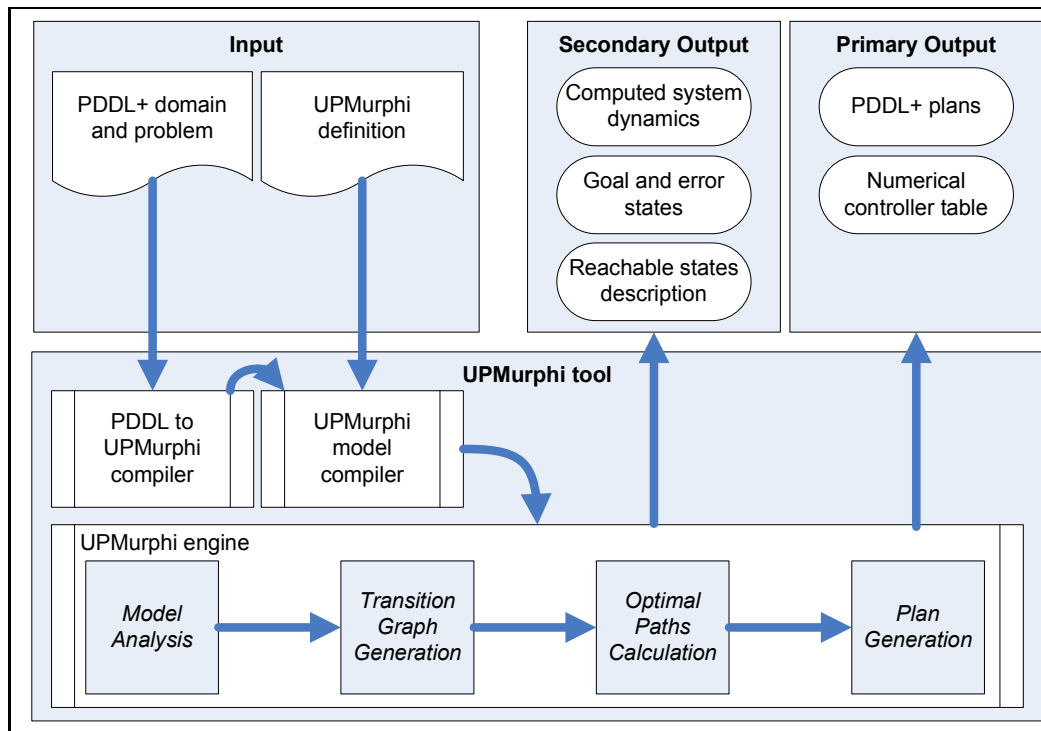 Input
PDDL+ domain
and problem
UPMurphi
definition
Secondary Output
Computed system
dynamics
Goal and error
states
Reachable states
description
Primary Output
PDDL+ plans
Numerical
controller table
UPMurphi tool
PDDL to
UPMurphi
compiler
UPMurphi
model
compiler
UPMurphi engine
Model
Analysis
Transition
Graph
Generation
Optimal
Paths
Calculation
Plan
Generation